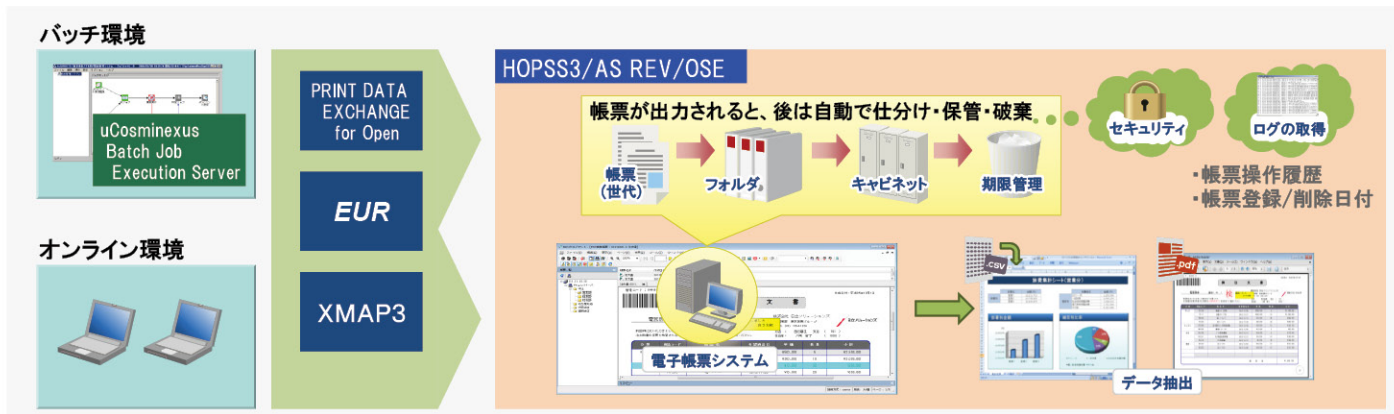 バッチ環境
uCosminexus
Batch Job
Execution Server
オンライン環境
PRINT DATA
EXCHANGE
for Open
EUR
XMAP3
HOPSS3/AS REV/OSE
帳票が出力されると、後は自動で仕分け・保管・破棄
帳票
(世代)
フォルダ
キャビネット
期限管理
セキュリティ
ログの取得
・帳票操作履歴
・帳票登録/削除日付
電子帳票システム
.csv
.pdf
データ抽出